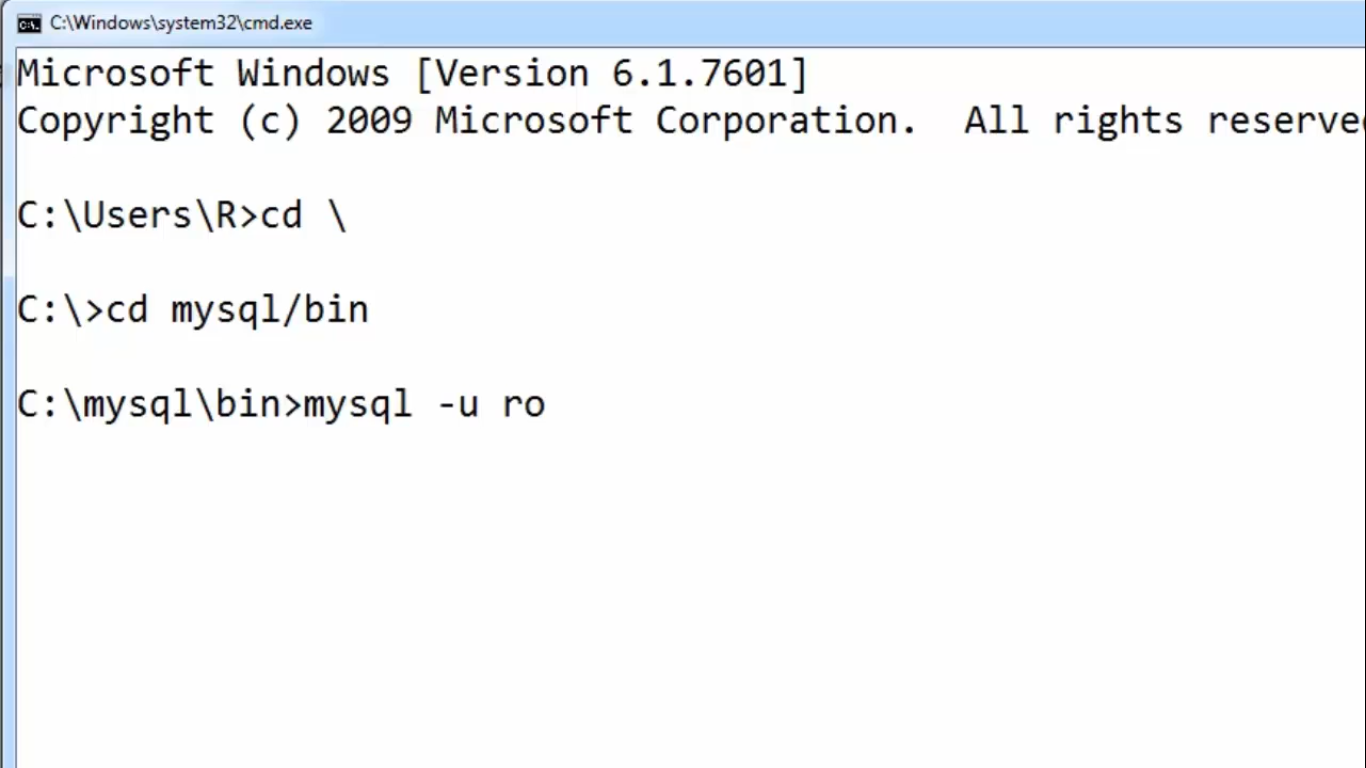 C:\Windows\system32\cmd.exe
Microsoft Windows [Version 6.1.7601]
Copyright (c) 2009 Microsoft Corporation.  All rights reserve
C:\Users\R>cd \
C:\>cd mysql/bin
C:\mysql\bin>mysql -u ro